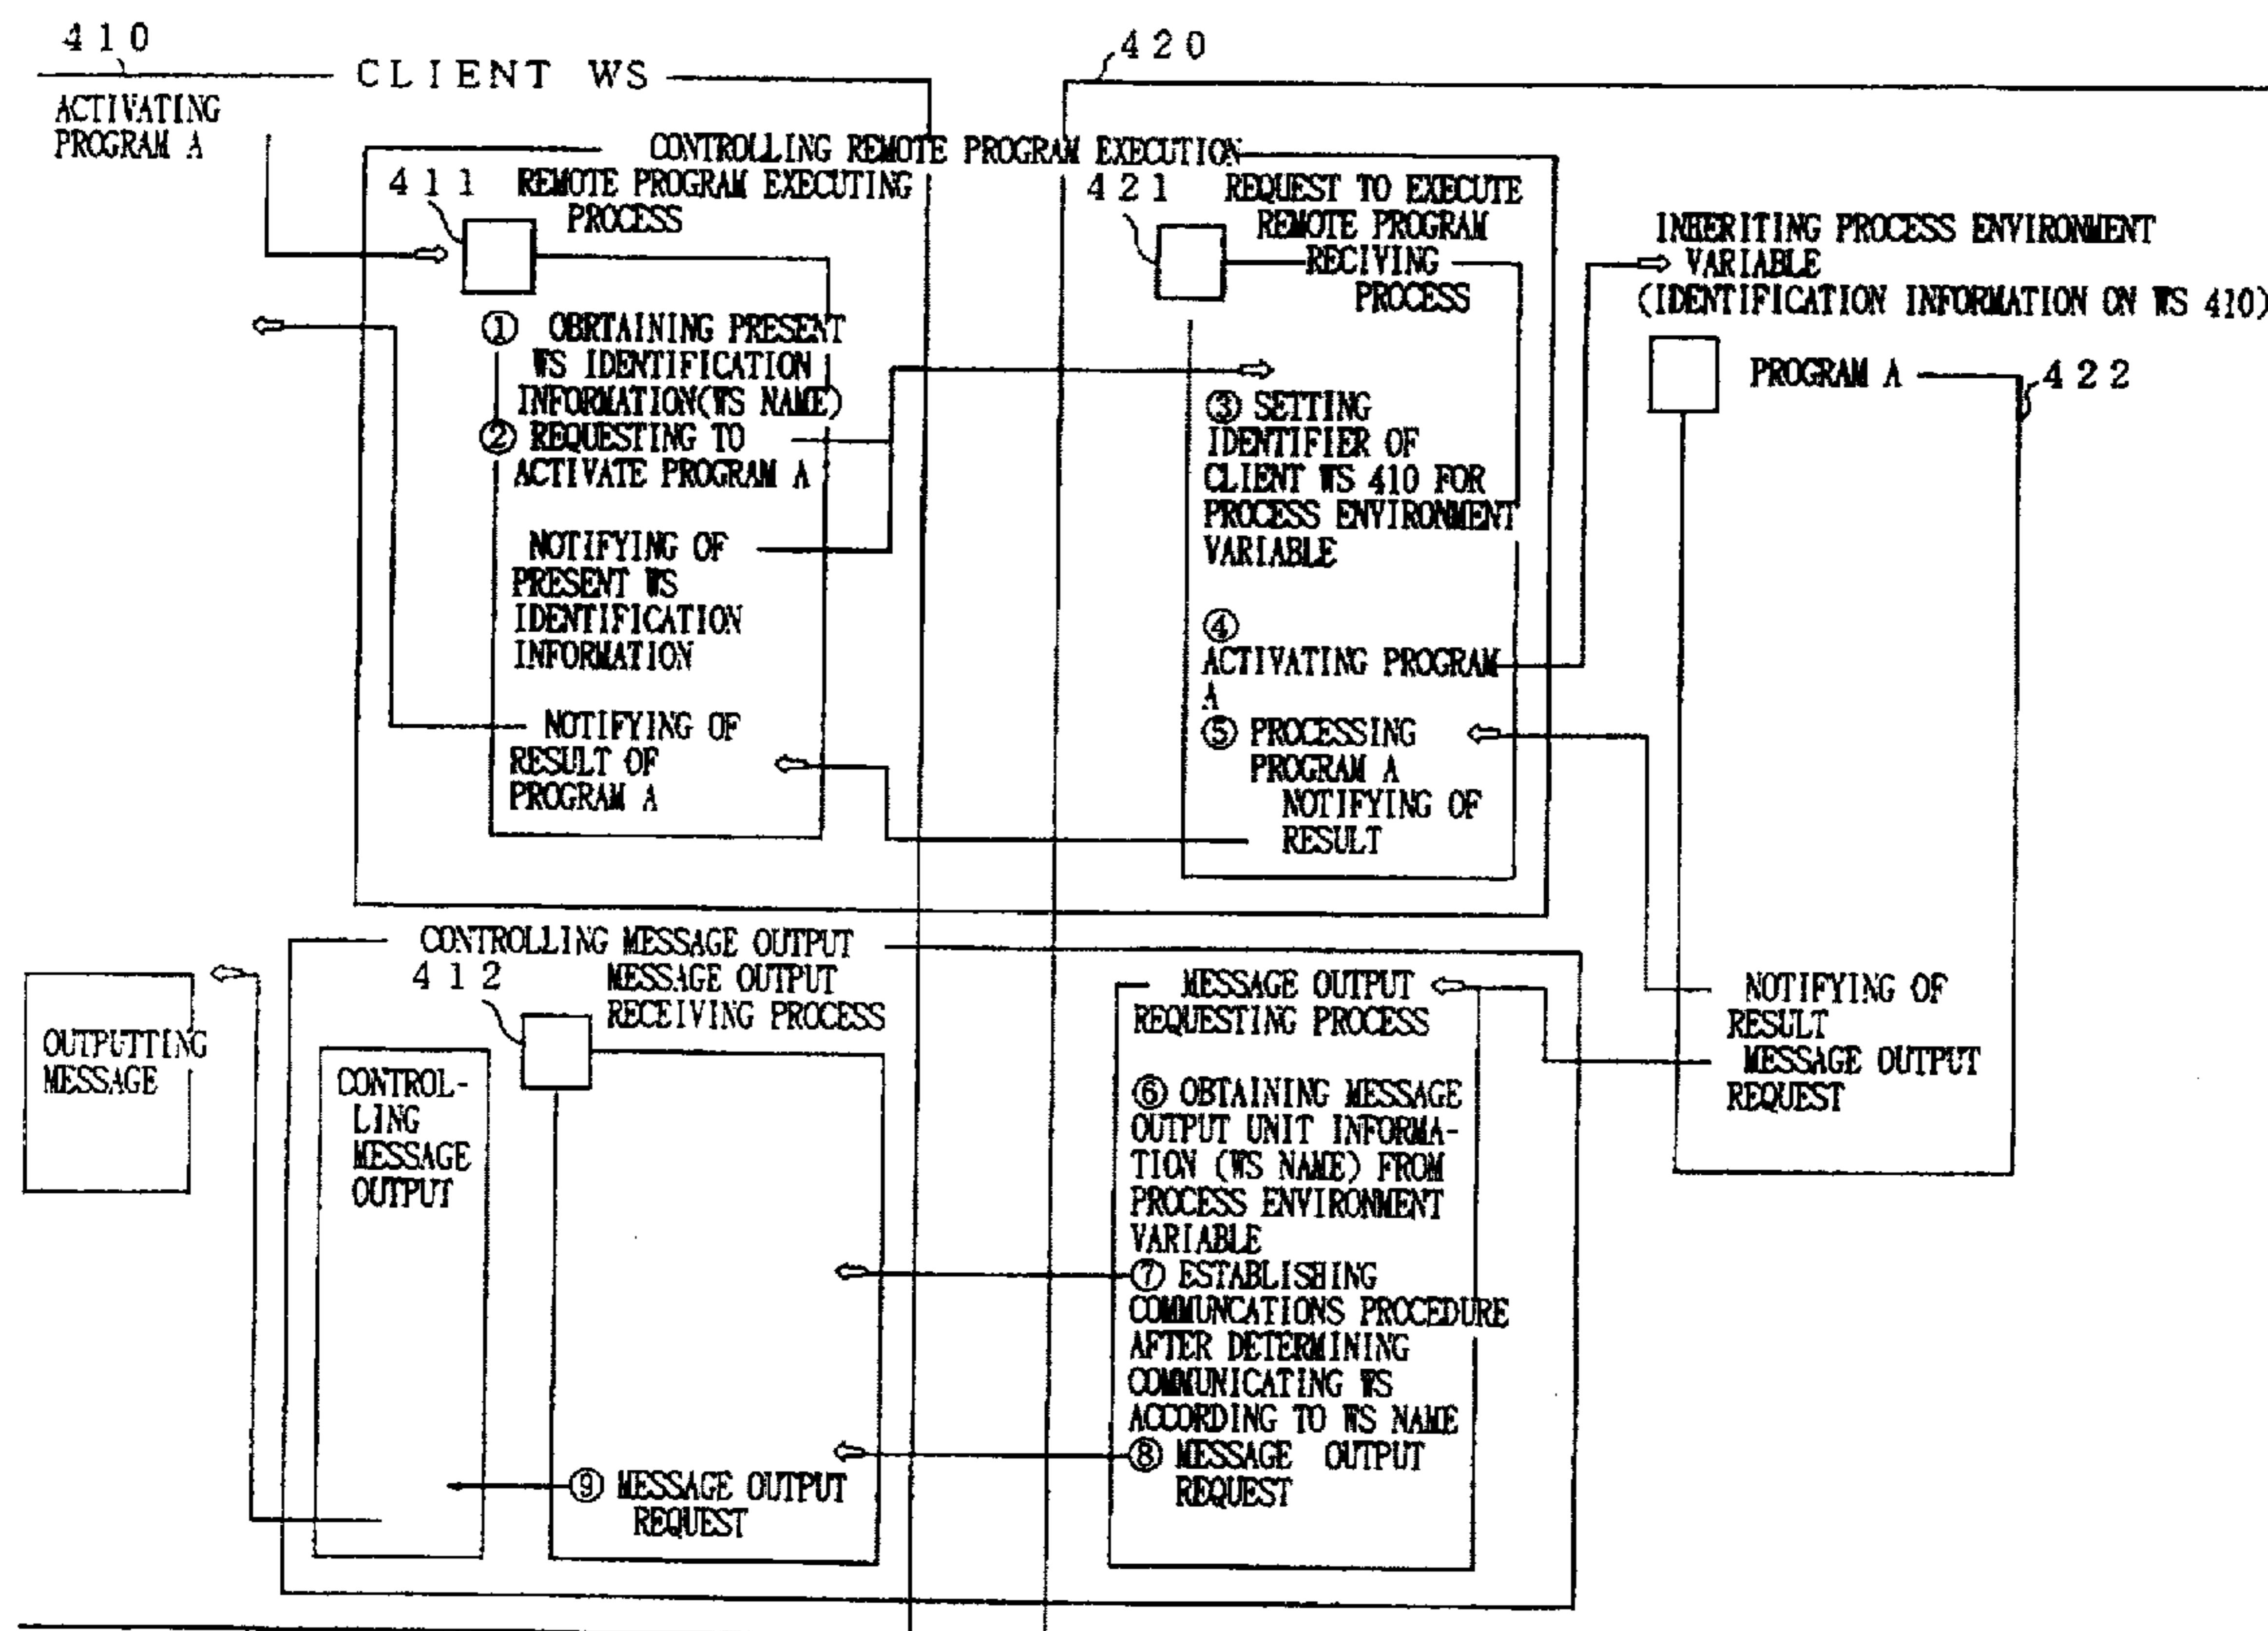 410
CLIENT WS
420
ACTIVATING
PROGRAM A
CONTROLLING REMOTE PROGRAM EXECUTION
411
REMOTE PROGRAM EXECUTING
PROCESS
① OBRTAINING PRESENT
WS IDENTIFICATION
INFORMATION(WS NAME)
② REQUESTING TO
ACTIVATE PROGRAM A
NOTIFYING OF
PRESENT WS
IDENTIFICATION
INFORMATION
NOTIFYING OF
RESULT OF
PROGRAM A
421
REQUEST TO EXECUTE
REMOTE PROGRAM
RECIVING
PROCESS
③ SETTING
IDENTIFIER OF
CLIENT WS 410 FOR
PROCESS ENVIRONMENT
VARIABLE
④
ACTIVATING PROGRAM
A
⑤ PROCESSING
PROGRAM A
NOTIFYING OF
RESULT
INHERITING PROCESS ENVIRONMENT
VARIABLE
(IDENTIFICATION INFORMATION ON WS 410)
PROGRAM A
422
NOTIFYING OF
RESULT
MESSAGE OUTPUT
REQUEST
CONTROLLING MESSAGE OUTPUT
412
MESSAGE OUTPUT
RECEIVING PROCESS
OUTPUTTING
MESSAGE
CONTROL-
LING
MESSAGE
OUTPUT
⑨ MESSAGE OUTPUT
REQUEST
MESSAGE OUTPUT
REQUESTING PROCESS
⑥ OBTAINING MESSAGE
OUTPUT UNIT INFORMA-
TION (WS NAME) FROM
PROCESS ENVIRONMENT
VARIABLE
⑦ ESTABLISHING
COMMUNCATIONS PROCEDURE
AFTER DETERMINING
COMMUNICATING WS
ACCORDING TO WS NAME
⑧ MESSAGE OUTPUT
REQUEST